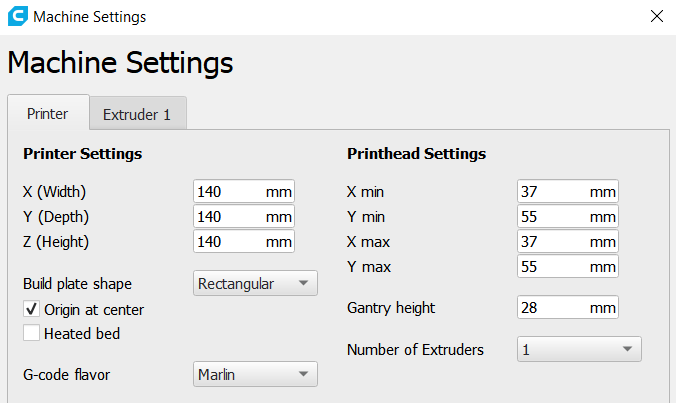 Machine Settings
Machine Settings
Printer
Extruder 1
Printer Settings
X (Width) 140 mm
Y (Depth) 140 mm
Z (Height) 140 mm
Build plate shape Rectangular
Origin at center
Heated bed
G-code flavor Marlin
Printhead Settings
X min 37 mm
Y min 55 mm
X max 37 mm
Y max 55 mm
Gantry height 28 mm
Number of Extruders 1